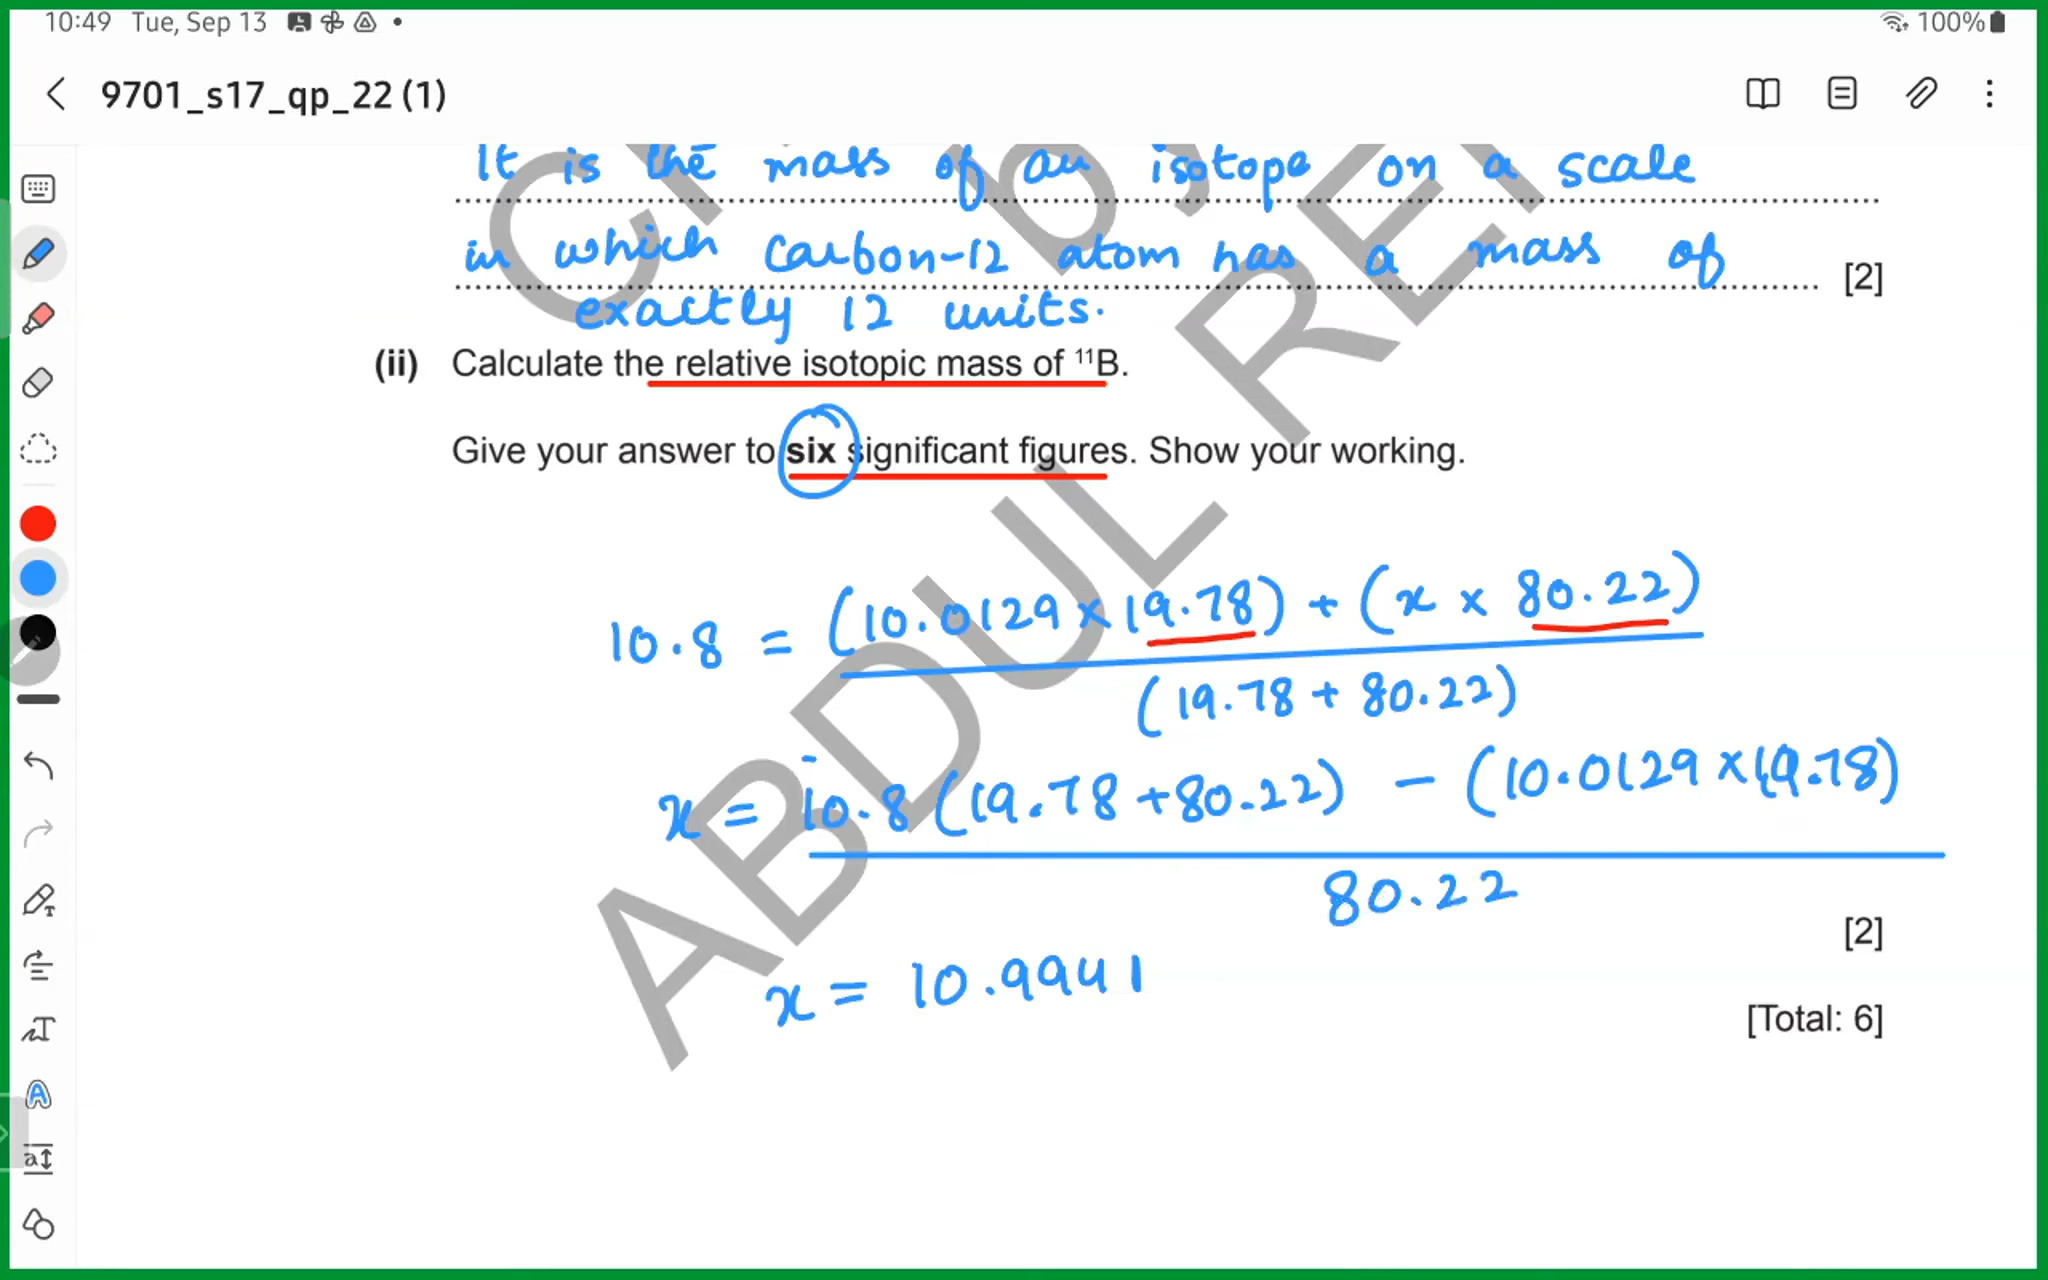 10:49 Tue, Sep 13 100%
9701_s17_qp_22 (1)
It is the mass of an isotope on a scale
in which Carbon-12 atom has a mass of [2]
exactly 12 units.
(ii) Calculate the relative isotopic mass of ¹¹B.
Give your answer to six significant figures. Show your working.
10.8 = (10.0129 × 19.78) + (x × 80.22)
(19.78 + 80.22)
x = 10.8 (19.78 + 80.22) − (10.0129 × 19.78)
80.22
[2]
x = 10.9941
[Total: 6]
ABDUL